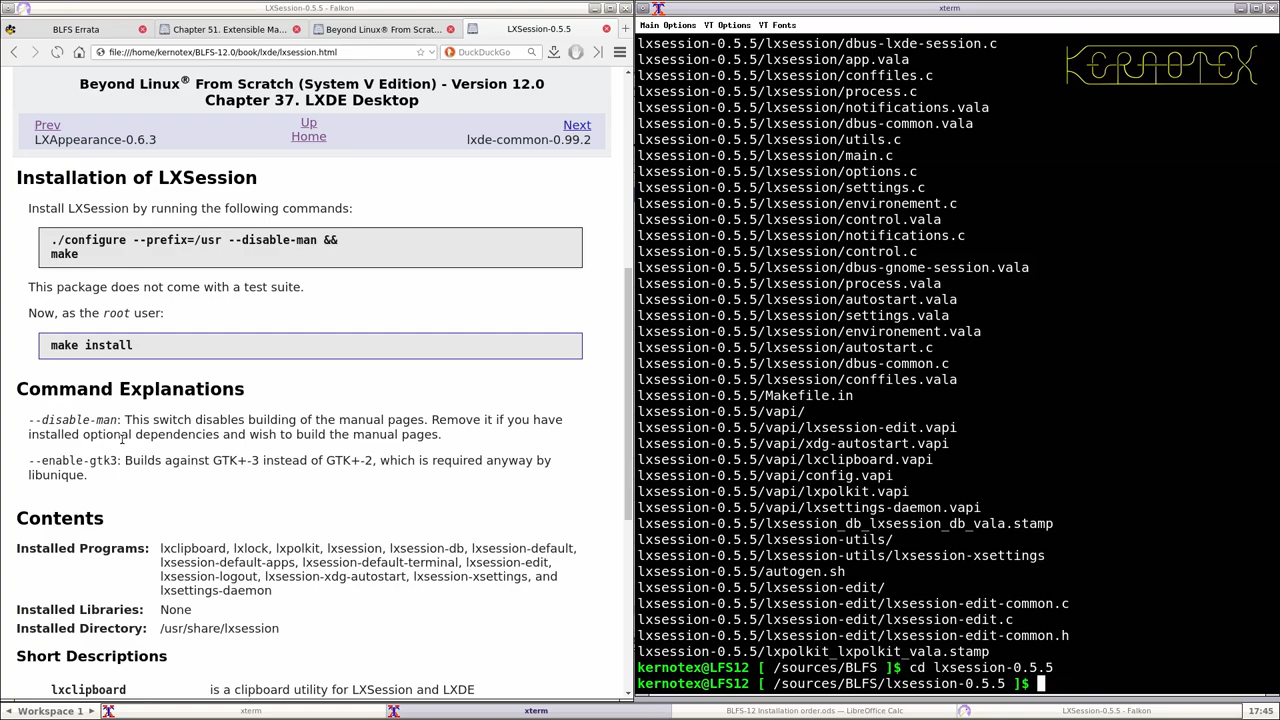 LXSession-0.5.5 - Falkon
BLFS Errata
Chapter 51. Extensible Ma...
Beyond Linux® From Scrat...
LXSession-0.5.5
file:///home/kernotex/BLFS-12.0/book/lxde/lxsession.html
DuckDuckGo
Beyond Linux® From Scratch (System V Edition) - Version 12.0
Chapter 37. LXDE Desktop
Prev
Up
Next
LXAppearance-0.6.3
Home
lxde-common-0.99.2
Installation of LXSession
Install LXSession by running the following commands:
./configure --prefix=/usr --disable-man &&
make
This package does not come with a test suite.
Now, as the root user:
make install
Command Explanations
--disable-man: This switch disables building of the manual pages. Remove it if you have
installed optional dependencies and wish to build the manual pages.
--enable-gtk3: Builds against GTK+-3 instead of GTK+-2, which is required anyway by
libunique.
Contents
Installed Programs: lxclipboard, lxlock, lxpolkit, lxsession, lxsession-db, lxsession-default,
lxsession-default-apps, lxsession-default-terminal, lxsession-edit,
lxsession-logout, lxsession-xdg-autostart, lxsession-xsettings, and
lxsettings-daemon
Installed Libraries: None
Installed Directory: /usr/share/lxsession
Short Descriptions
lxclipboard is a clipboard utility for LXSession and LXDE
xterm
Main Options VT Options VT Fonts
KERNOTEX
lxsession-0.5.5/lxsession/dbus-lxde-session.c
lxsession-0.5.5/lxsession/app.vala
lxsession-0.5.5/lxsession/conffiles.c
lxsession-0.5.5/lxsession/process.c
lxsession-0.5.5/lxsession/notifications.vala
lxsession-0.5.5/lxsession/dbus-common.vala
lxsession-0.5.5/lxsession/utils.c
lxsession-0.5.5/lxsession/main.c
lxsession-0.5.5/lxsession/options.c
lxsession-0.5.5/lxsession/settings.c
lxsession-0.5.5/lxsession/environement.c
lxsession-0.5.5/lxsession/control.vala
lxsession-0.5.5/lxsession/notifications.c
lxsession-0.5.5/lxsession/control.c
lxsession-0.5.5/lxsession/dbus-gnome-session.vala
lxsession-0.5.5/lxsession/process.vala
lxsession-0.5.5/lxsession/autostart.vala
lxsession-0.5.5/lxsession/settings.vala
lxsession-0.5.5/lxsession/environement.vala
lxsession-0.5.5/lxsession/autostart.c
lxsession-0.5.5/lxsession/dbus-common.c
lxsession-0.5.5/lxsession/conffiles.vala
lxsession-0.5.5/lxsession/Makefile.in
lxsession-0.5.5/vapi/
lxsession-0.5.5/vapi/lxsession-edit.vapi
lxsession-0.5.5/vapi/xdg-autostart.vapi
lxsession-0.5.5/vapi/lxclipboard.vapi
lxsession-0.5.5/vapi/config.vapi
lxsession-0.5.5/vapi/lxpolkit.vapi
lxsession-0.5.5/vapi/lxsettings-daemon.vapi
lxsession-0.5.5/lxsession_db_lxsession_db_vala.stamp
lxsession-0.5.5/lxsession-utils/
lxsession-0.5.5/lxsession-utils/lxsession-xsettings
lxsession-0.5.5/autogen.sh
lxsession-0.5.5/lxsession-edit/
lxsession-0.5.5/lxsession-edit/lxsession-edit-common.c
lxsession-0.5.5/lxsession-edit/lxsession-edit.c
lxsession-0.5.5/lxsession-edit/lxsession-edit-common.h
lxsession-0.5.5/lxpolkit_lxpolkit_vala.stamp
kernotex@LFS12 [ /sources/BLFS ]$ cd lxsession-0.5.5
kernotex@LFS12 [ /sources/BLFS/lxsession-0.5.5 ]$
Workspace 1
xterm
xterm
BLFS-12 Installation order.ods — LibreOffice Calc
LXSession-0.5.5 - Falkon
17:45